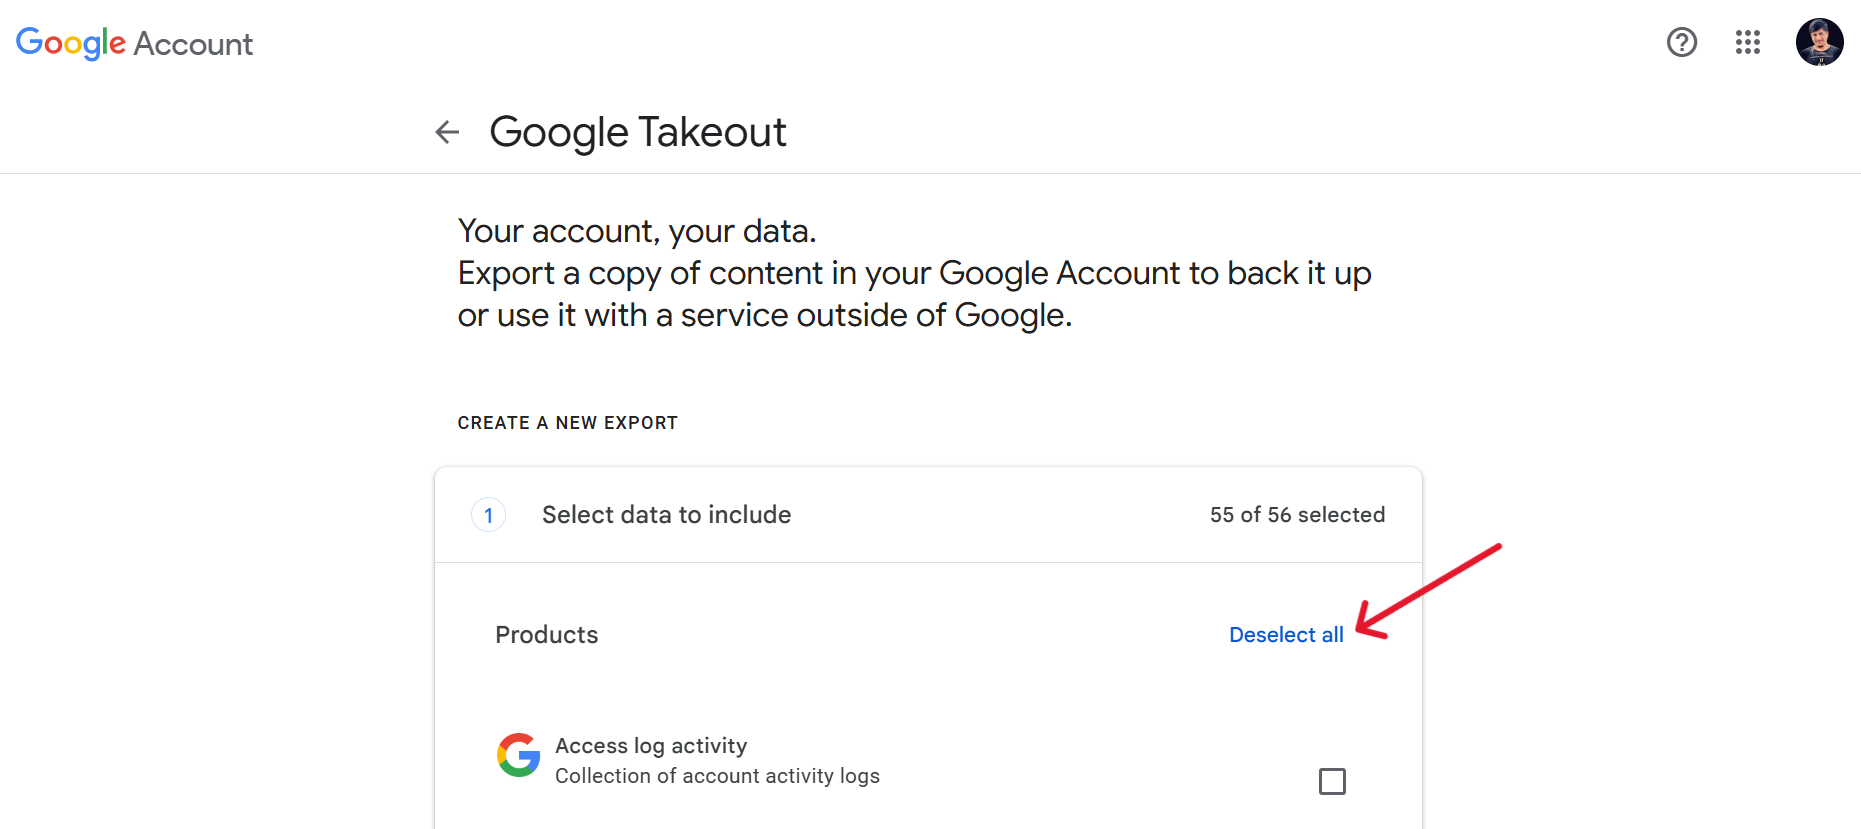 Google Account
Google Takeout
Your account, your data.
Export a copy of content in your Google Account to back it up
or use it with a service outside of Google.
CREATE A NEW EXPORT
1 Select data to include 55 of 56 selected
Products Deselect all
Access log activity
Collection of account activity logs